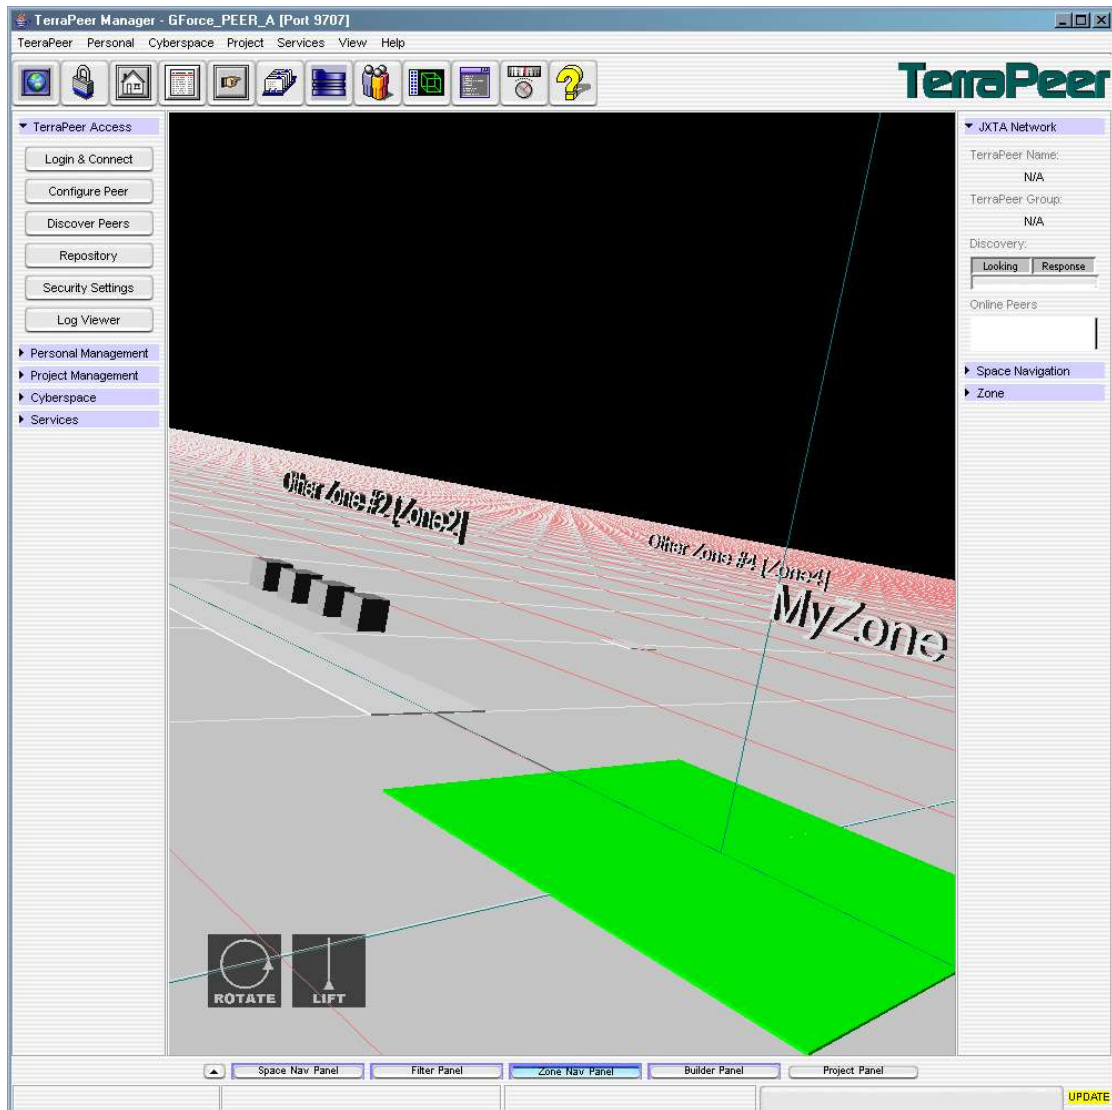 TerraPeer Manager - GForce_PEER_A [Port 9707]
TeeraPeer Personal Cyberspace Project Services View Help
TerraPeer
TerraPeer Access
Login & Connect
Configure Peer
Discover Peers
Repository
Security Settings
Log Viewer
Personal Management
Project Management
Cyberspace
Services
Other Zone #2 [Zone2]
Other Zone #4 [Zone4]
MyZone
ROTATE
LIFT
JXTA Network
TerraPeer Name:
N/A
TerraPeer Group:
N/A
Discovery:
Looking Response
Online Peers
Space Navigation
Zone
Space Nav Panel Filter Panel Zone Nav Panel Builder Panel Project Panel
UPDATE